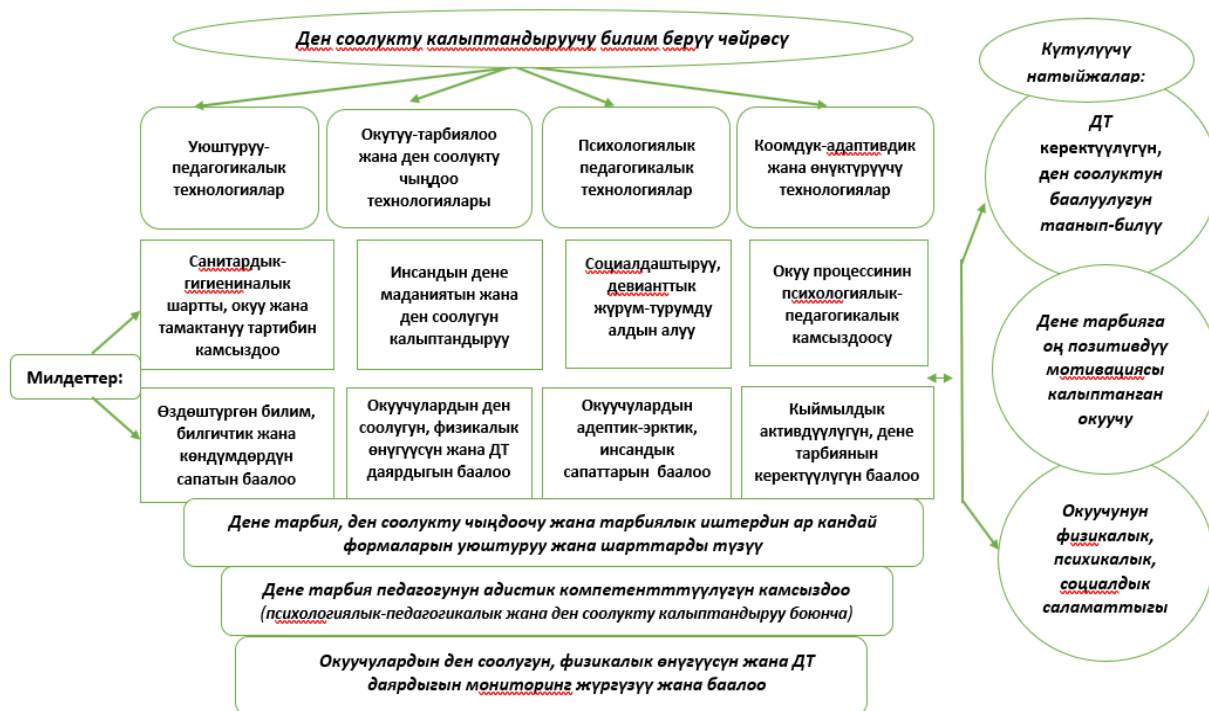 Ден соолукту калыптандыруучу билим берүү чөйрөсү
Күтүлүүчү
натыйжалар:
Уюштуруу-
педагогикалык
технологиялар
Окутуу-тарбиялоо
жана ден соолукту
чыңдоо
технологиялары
Психологиялык
педагогикалык
технологиялар
Коомдук-адаптивдик
жана өнүктүрүүчү
технологиялар
ДТ
керектүүлүгүн,
ден соолуктун
баалуулугун
таанып-билүү
Милдеттер:
Санитардык-
гигиениналык
шартты, окуу жана
тамактануу тартибин
камсыздоо
Инсандын дене
маданиятын жана
ден соолугун
калыптандыруу
Социалдаштыруу,
девианттык
жүрүм-турумду
алдын алуу
Окуу процессинин
психологиялык-
педагогикалык
камсыздоосу
Дене тарбияга
оң позитивдүү
мотивациясы
калыптанган
окуучу
Өздөштүргөн билим,
билгичтик жана
көндүмдөрдүн
сапатын баалоо
Окуучулардын ден
соолугун, физикалык
өнүгүүсүн жана ДТ
даярдыгын баалоо
Окуучулардын
адептик-эрктик,
инсандык
сапаттарын баалоо
Кыймылдык
активдүүлүгүн, дене
тарбиянын
керектүүлүгүн баалоо
Окуучунун
физикалык,
психикалык,
социалдык
саламаттыгы
Дене тарбия, ден соолукту чыңдоочу жана тарбиялык иштердин ар кандай
формаларын уюштуруу жана шарттарды түзүү
Дене тарбия педагогунун адистик компетентттүүлүгүн камсыздоо
(психологиялык-педагогикалык жана ден соолукту калыптандыруу боюнча)
Окуучулардын ден соолугун, физикалык өнүгүүсүн жана ДТ
даярдыгын мониторинг жүргүзүү жана баалоо